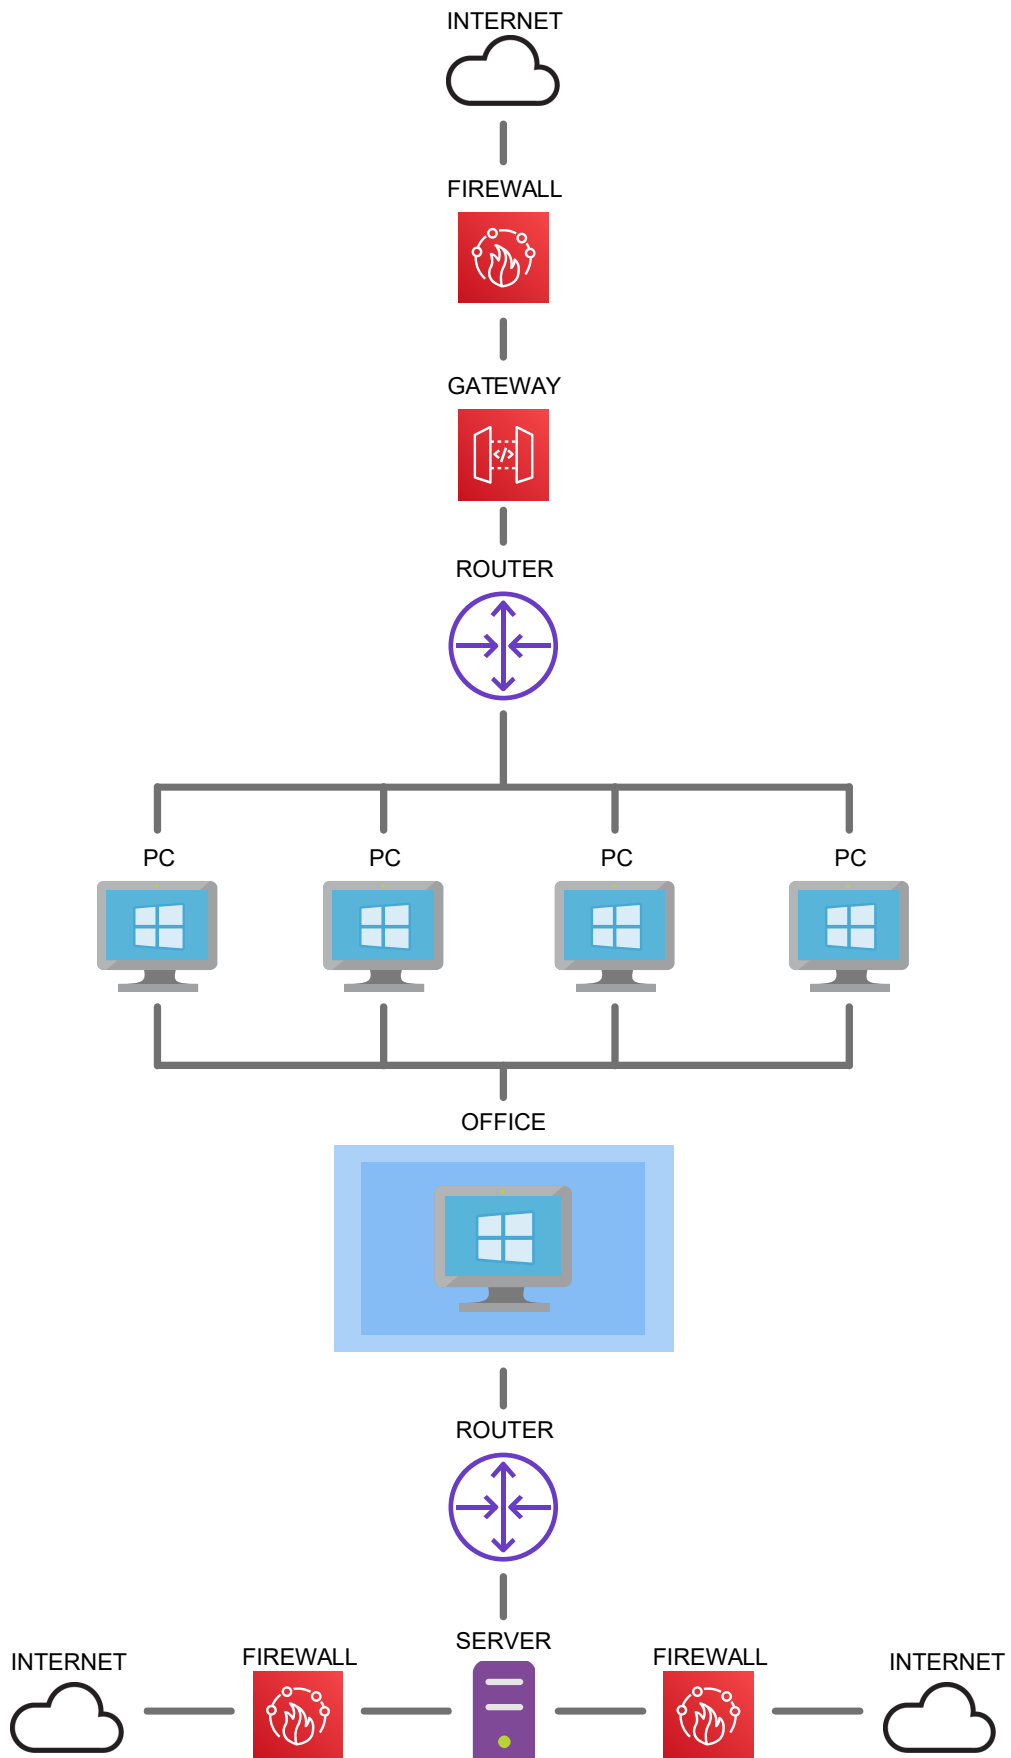 INTERNET
FIREWALL
GATEWAY
ROUTER
PC
PC
PC
PC
OFFICE
ROUTER
SERVER
INTERNET
FIREWALL
FIREWALL
INTERNET